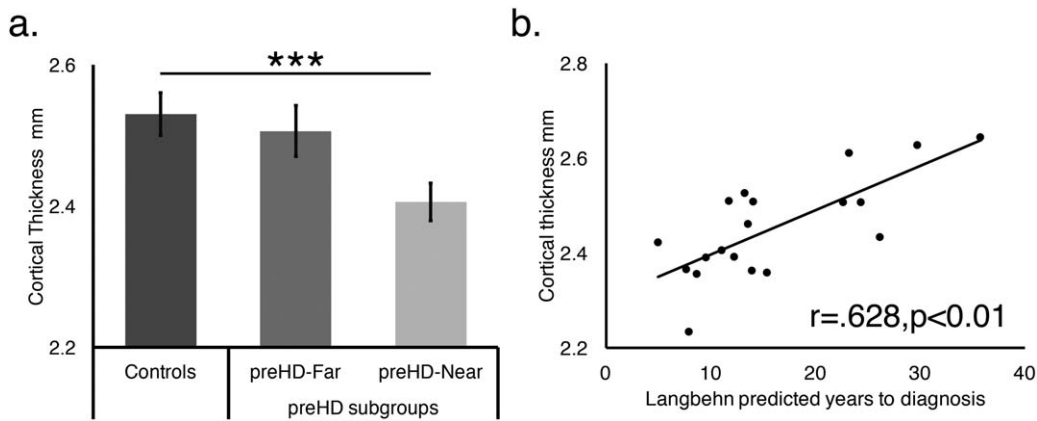 a.
Cortical Thickness mm
2.6
2.4
2.2
***
Controls
preHD-Far
preHD-Near
preHD subgroups
b.
Cortical thickness mm
2.8
2.6
2.4
2.2
r=.628,p<0.01
0
10
20
30
40
Langbehn predicted years to diagnosis